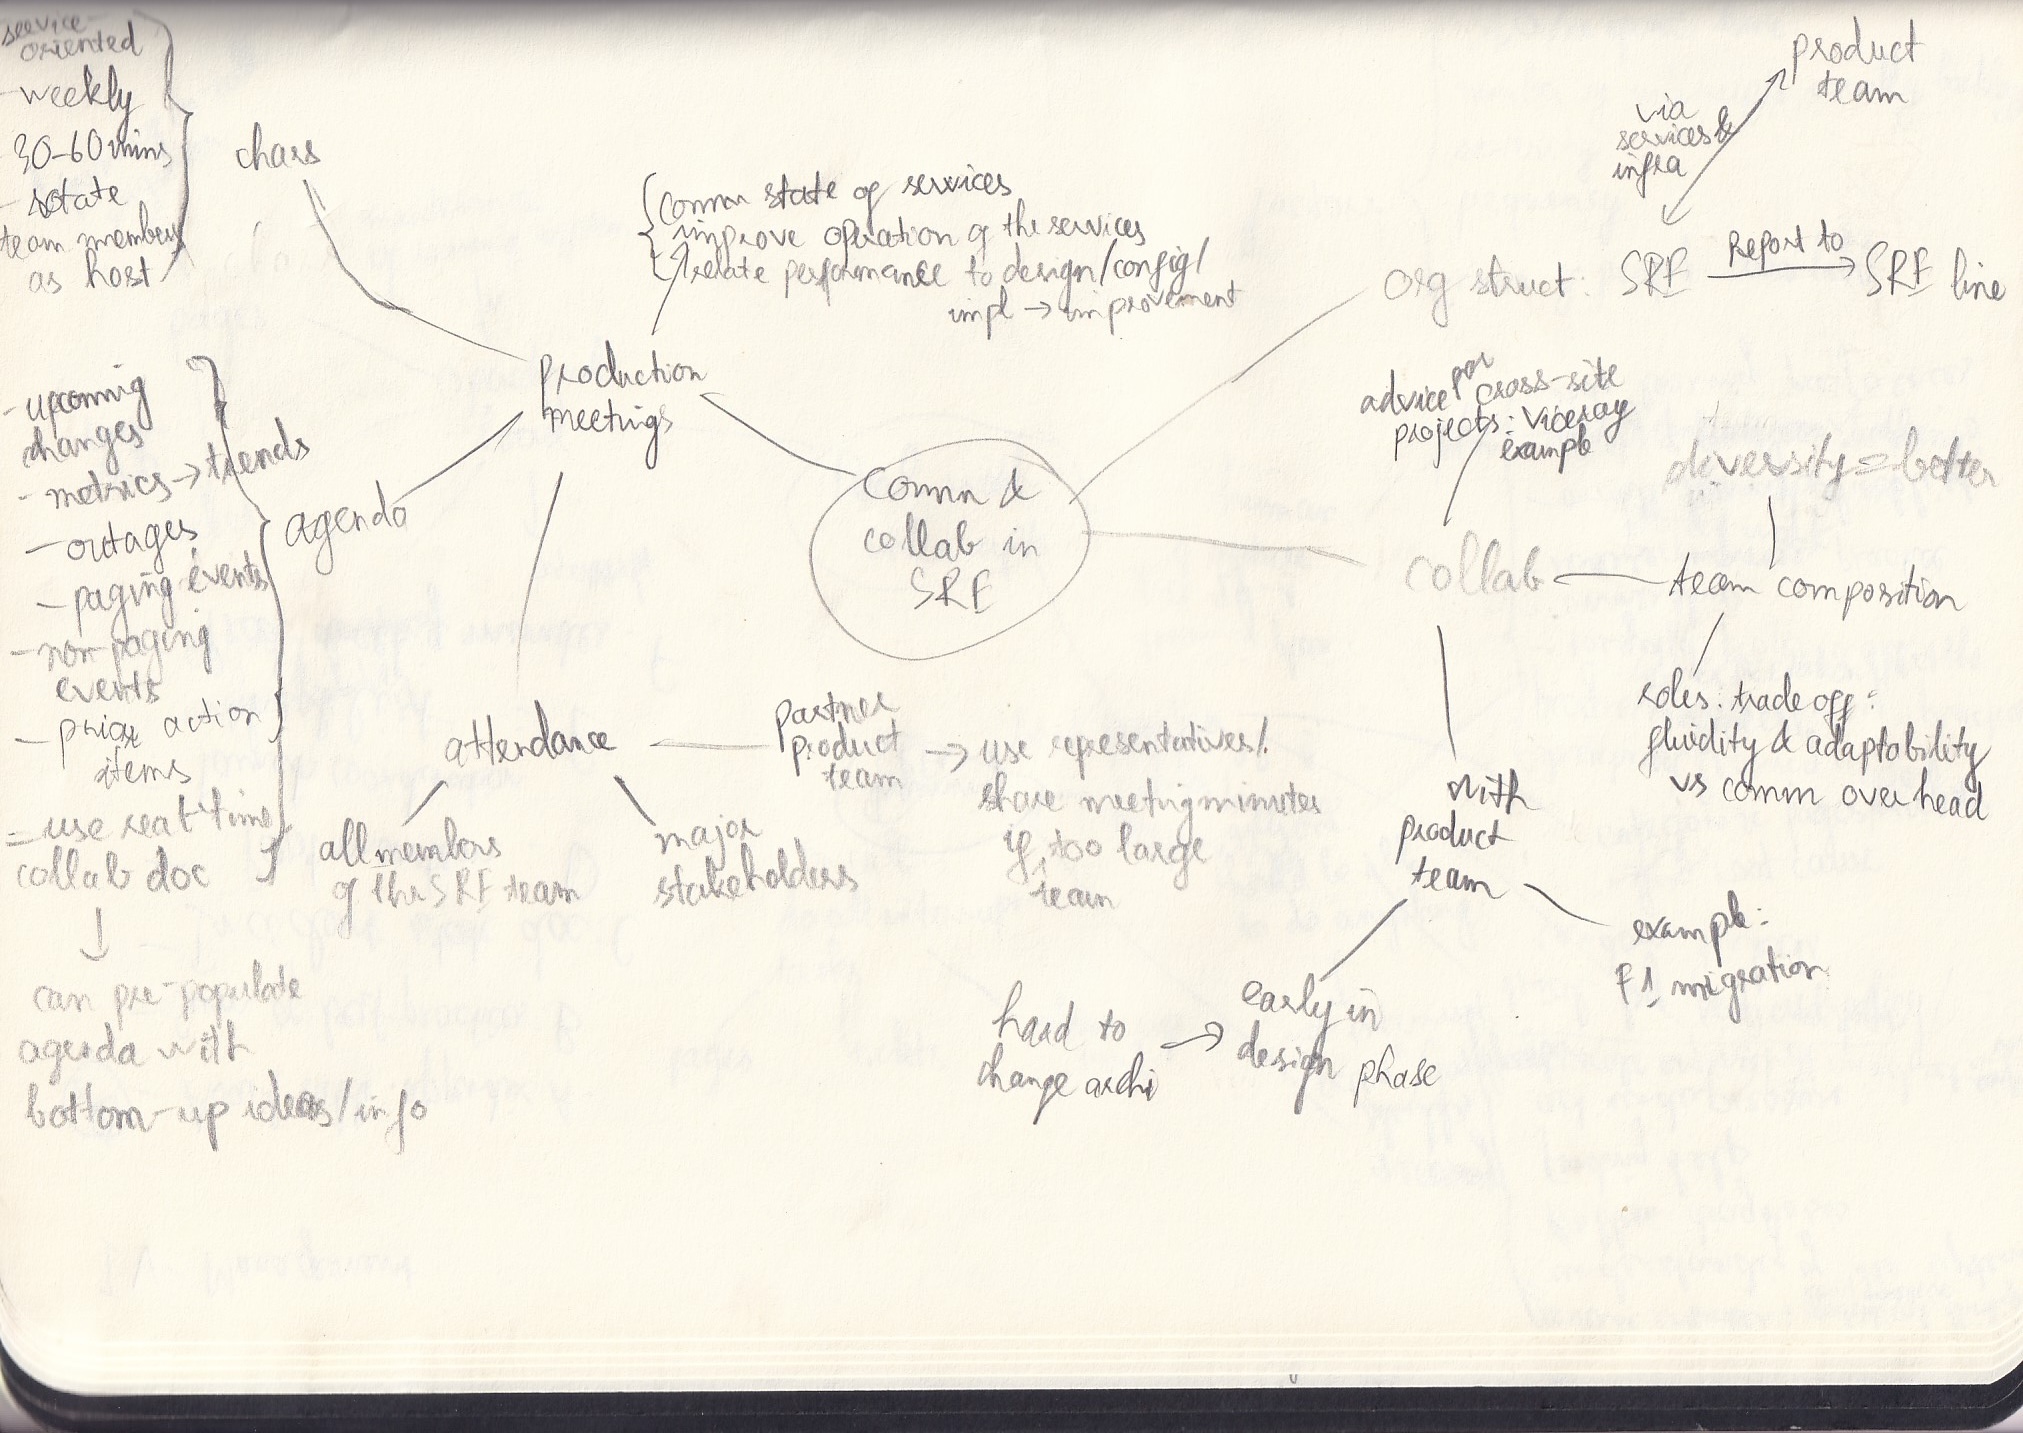 service
oriented
- weekly
30-60 mins
- rotate
team members
as host
chars
{ comm state of services
improve operation of the services
relate performance to design/config/
impl → improvement
production
meetings
- upcoming
changes
- metrics → trends
- outages
- paging events
- non-paging
events
- prior action
items
= use real time
collab doc
↓
can pre-populate
agenda with
bottom-up ideas/info
agenda
attendance
all members
of the SRE team
major
stakeholders
partner
product
team
→ use representatives/
share meeting minutes
if too large
team
Comm &
collab in
SRE
product
team
via
services &
infra
org struct: SRE
report to
SRE line
advice for cross-site
projects: Viceroy
example
diversity = better
collab
team composition
roles: trade off:
fluidity & adaptability
vs comm overhead
with
product
team
example:
F1 migration
early in
design phase
hard to →
change archi